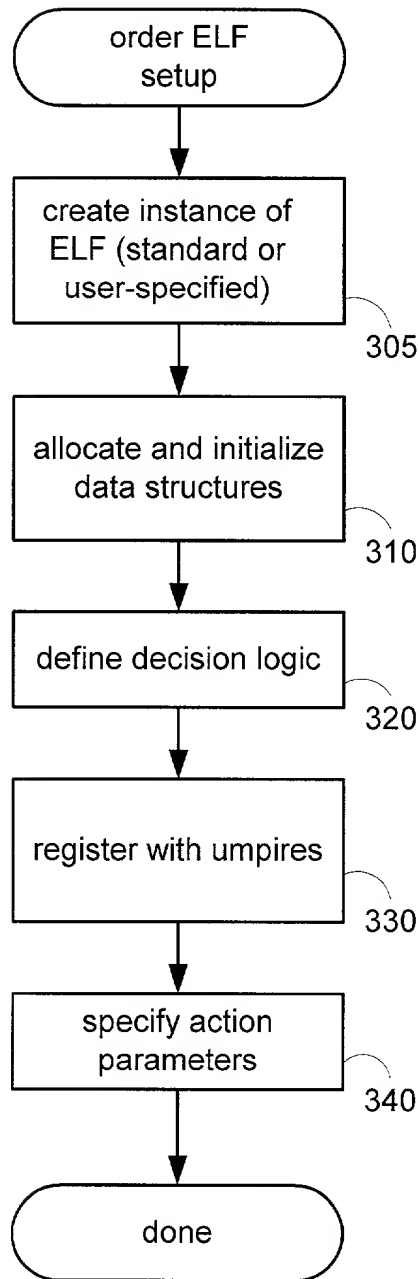 order ELF
setup
create instance of
ELF (standard or
user-specified)
305
allocate and initialize
data structures
310
define decision logic
320
register with umpires
330
specify action
parameters
340
done